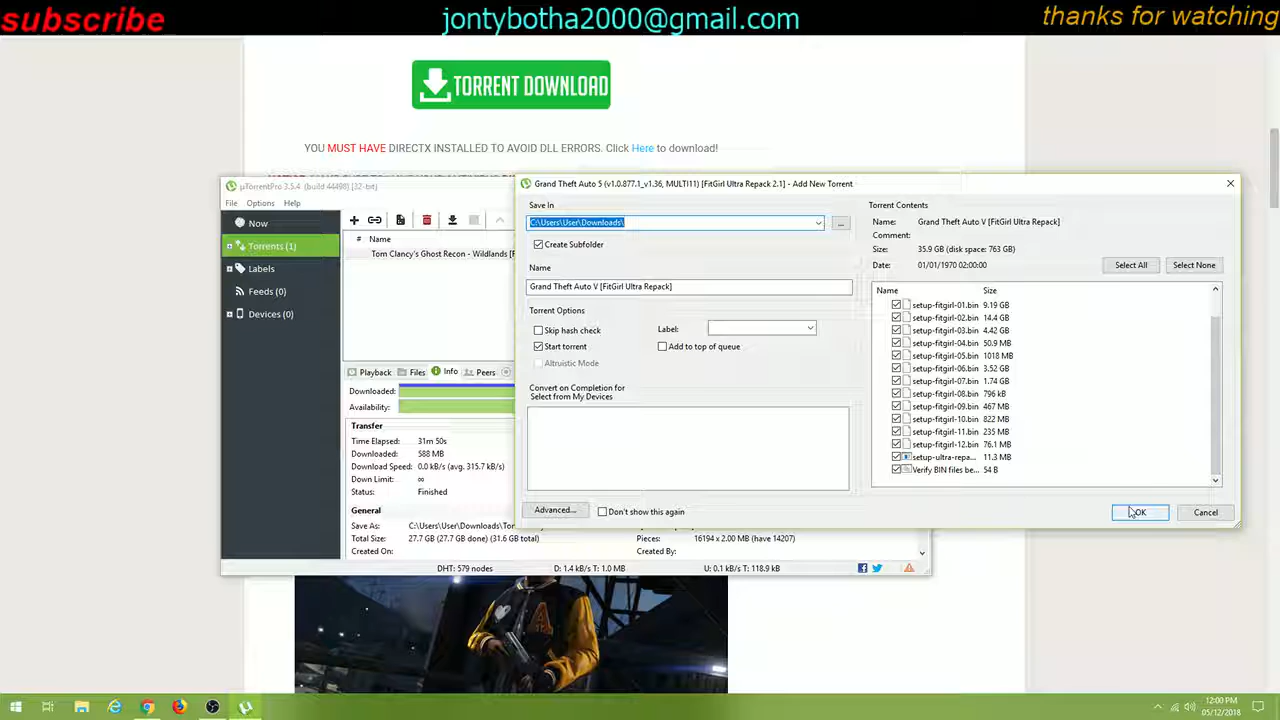 subscribe
jontybotha2000@gmail.com
thanks for watching
TORRENT DOWNLOAD
YOU MUST HAVE DIRECTX INSTALLED TO AVOID DLL ERRORS. Click Here to download!
µTorrentPro 3.5.4 (build 44498) [32-bit]
File Options Help
Now
Torrents (1)
Labels
Feeds (0)
Devices (0)
# Name
Tom Clancy's Ghost Recon - Wildlands [F
Playback Files Info Peers
Downloaded:
Availability:
Transfer
Time Elapsed: 31m 50s
Downloaded: 588 MB
Download Speed: 0.0 kB/s (avg. 315.7 kB/s)
Down Limit: ∞
Status: Finished
General
Save As: C:\Users\User\Downloads\Tom
Total Size: 27.7 GB (27.7 GB done) (31.6 GB total)
Pieces: 16194 x 2.00 MB (have 14207)
Created On:
Created By:
DHT: 579 nodes
D: 1.4 kB/s T: 1.0 MB
U: 0.1 kB/s T: 118.9 kB
Grand Theft Auto 5 (v1.0.877.1_v1.36, MULTI11) [FitGirl Ultra Repack 2.1] - Add New Torrent
Save In
C:\Users\User\Downloads\
...
Create Subfolder
Name
Grand Theft Auto V [FitGirl Ultra Repack]
Torrent Options
Skip hash check
Label:
Start torrent
Add to top of queue
Altruistic Mode
Convert on Completion for
Select from My Devices
Advanced...
Don't show this again
Torrent Contents
Name: Grand Theft Auto V [FitGirl Ultra Repack]
Comment:
Size: 35.9 GB (disk space: 763 GB)
Date: 01/01/1970 02:00:00
Select All
Select None
Name Size
setup-fitgirl-01.bin 9.19 GB
setup-fitgirl-02.bin 14.4 GB
setup-fitgirl-03.bin 4.42 GB
setup-fitgirl-04.bin 50.9 MB
setup-fitgirl-05.bin 1018 MB
setup-fitgirl-06.bin 3.52 GB
setup-fitgirl-07.bin 1.74 GB
setup-fitgirl-08.bin 796 kB
setup-fitgirl-09.bin 467 MB
setup-fitgirl-10.bin 822 MB
setup-fitgirl-11.bin 235 MB
setup-fitgirl-12.bin 76.1 MB
setup-ultra-repa... 11.3 MB
Verify BIN files be... 54 B
OK
Cancel
12:00 PM
05/12/2018